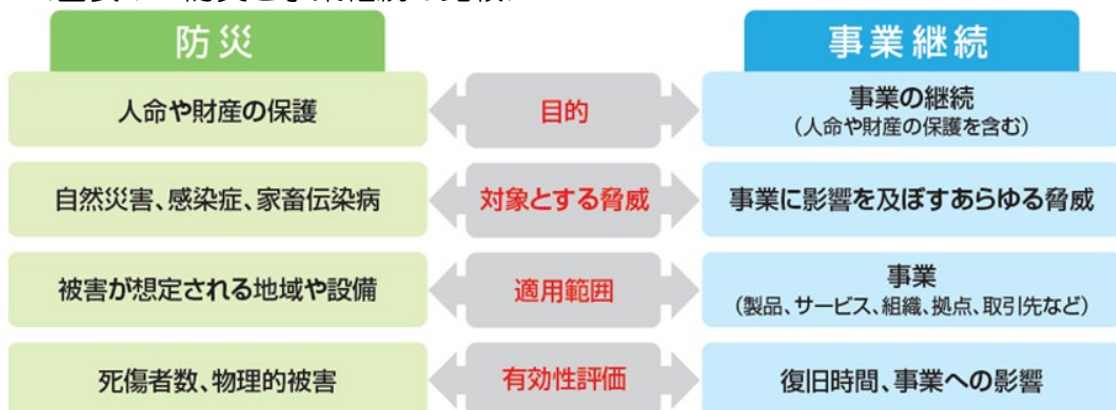 防災
事業継続
人命や財産の保護
目的
事業の継続
（人命や財産の保護を含む）
自然災害、感染症、家畜伝染病
対象とする脅威
事業に影響を及ぼすあらゆる脅威
被害が想定される地域や設備
適用範囲
事業
（製品、サービス、組織、拠点、取引先など）
死傷者数、物理的被害
有効性評価
復旧時間、事業への影響